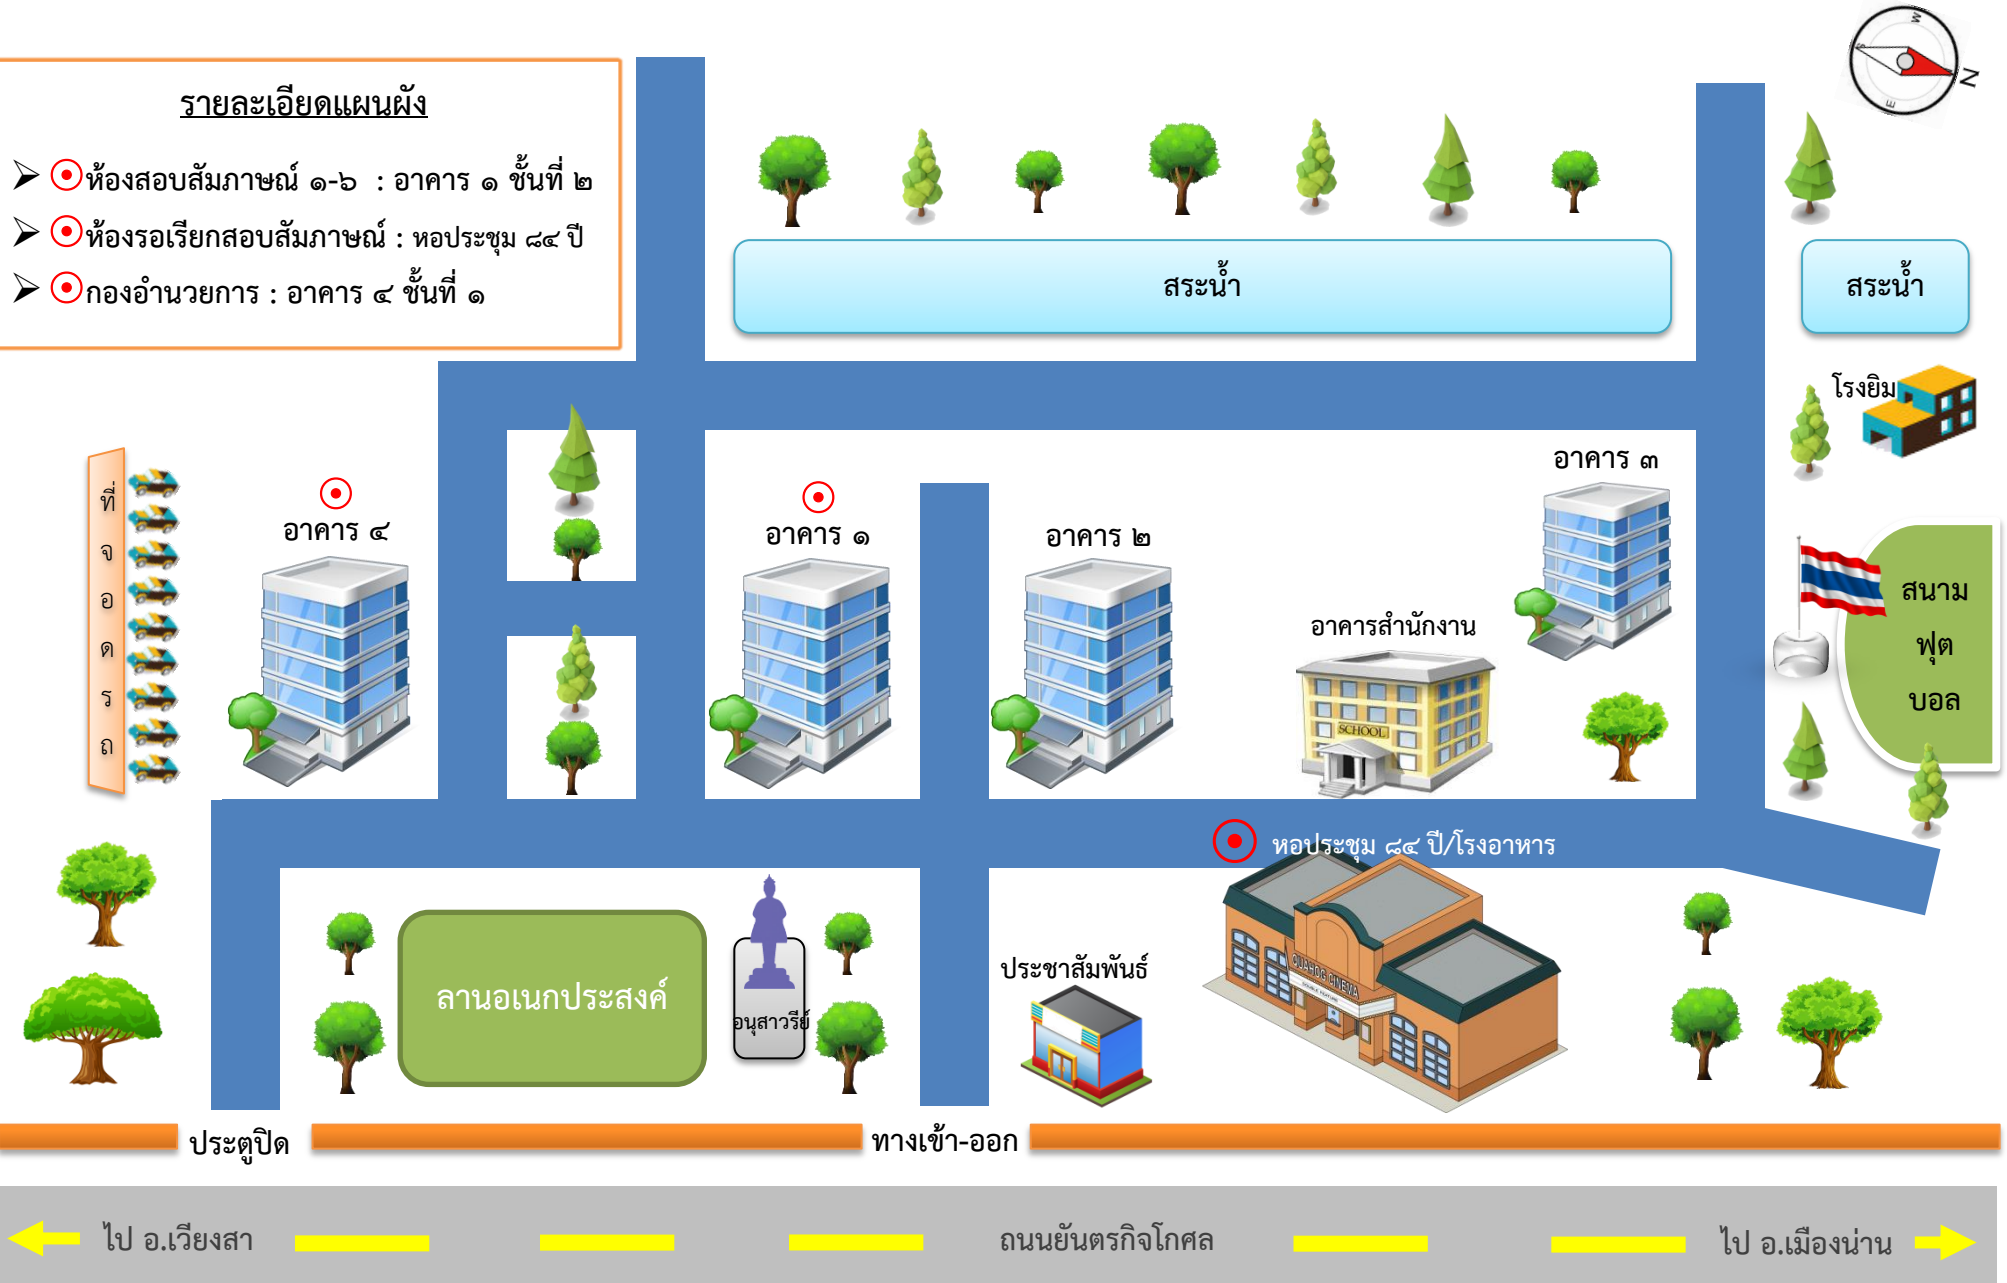 W
S
N
E
รายละเอียดแผนผัง
ห้องสอบสัมภาษณ์ ๑-๖ : อาคาร ๑ ชั้นที่ ๒
ห้องรอเรียกสอบสัมภาษณ์ : หอประชุม ๘๔ ปี
กองอำนวยการ : อาคาร ๔ ชั้นที่ ๑
สระน้ำ
สระน้ำ
โรงยิม
อาคาร ๓
ที่จอดรถ
อาคาร ๔
อาคาร ๑
อาคาร ๒
อาคารสำนักงาน
SCHOOL
สนาม
ฟุต
บอล
หอประชุม ๘๔ ปี/โรงอาหาร
QUAHOG CINEMA
DOUBLE FEATURE
ประชาสัมพันธ์
ลานอเนกประสงค์
อนุสาวรีย์
ประตูปิด
ทางเข้า-ออก
ไป อ.เวียงสา
ถนนยันตรกิจโกศล
ไป อ.เมืองน่าน